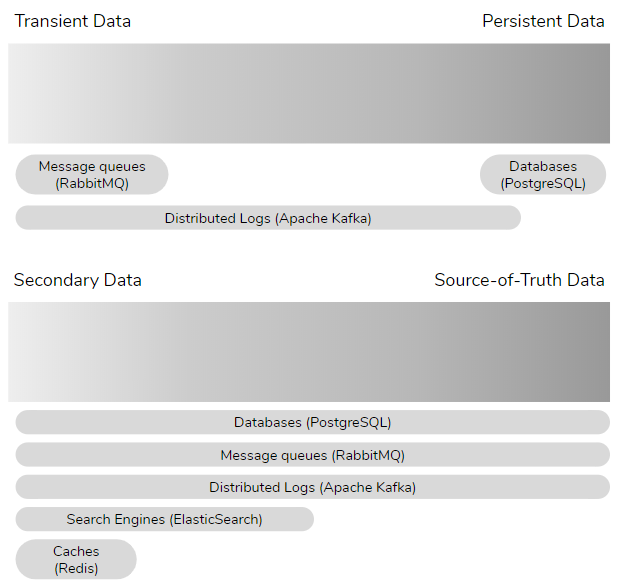 Transient Data
Persistent Data
Message queues
(RabbitMQ)
Databases
(PostgreSQL)
Distributed Logs (Apache Kafka)
Secondary Data
Source-of-Truth Data
Databases (PostgreSQL)
Message queues (RabbitMQ)
Distributed Logs (Apache Kafka)
Search Engines (ElasticSearch)
Caches
(Redis)